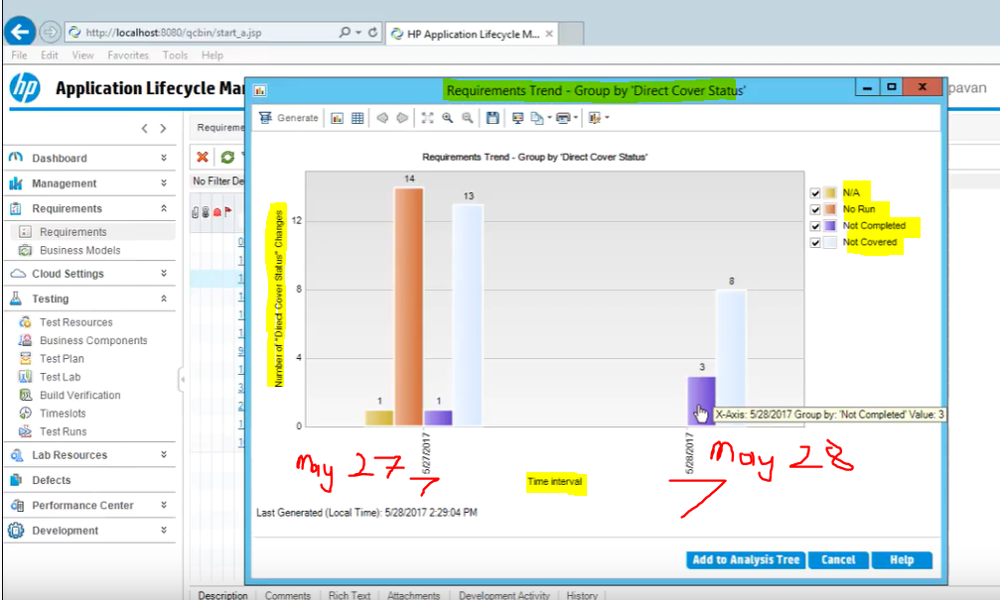 http://localhost:8080/qcbin/start_a.jsp
HP Application Lifecycle M...
File Edit View Favorites Tools Help
hp
Application Lifecycle Ma
pavan
Requirements Trend - Group by 'Direct Cover Status'
Generate
Requireme
No Filter De
Dashboard
Management
Requirements
Requirements
Business Models
Cloud Settings
Testing
Test Resources
Business Components
Test Plan
Test Lab
Build Verification
Timeslots
Test Runs
Lab Resources
Defects
Performance Center
Development
Requirements Trend - Group by 'Direct Cover Status'
Number of "Direct Cover Status" Changes
12
8
4
0
1
14
1
13
3
8
N/A
No Run
Not Completed
Not Covered
X-Axis: 5/28/2017 Group by: 'Not Completed' Value: 3
5/27/2017
5/28/2017
May 27
May 28
Time interval
Last Generated (Local Time): 5/28/2017 2:29:04 PM
Add to Analysis Tree Cancel Help
Description Comments Rich Text Attachments Development Activity History